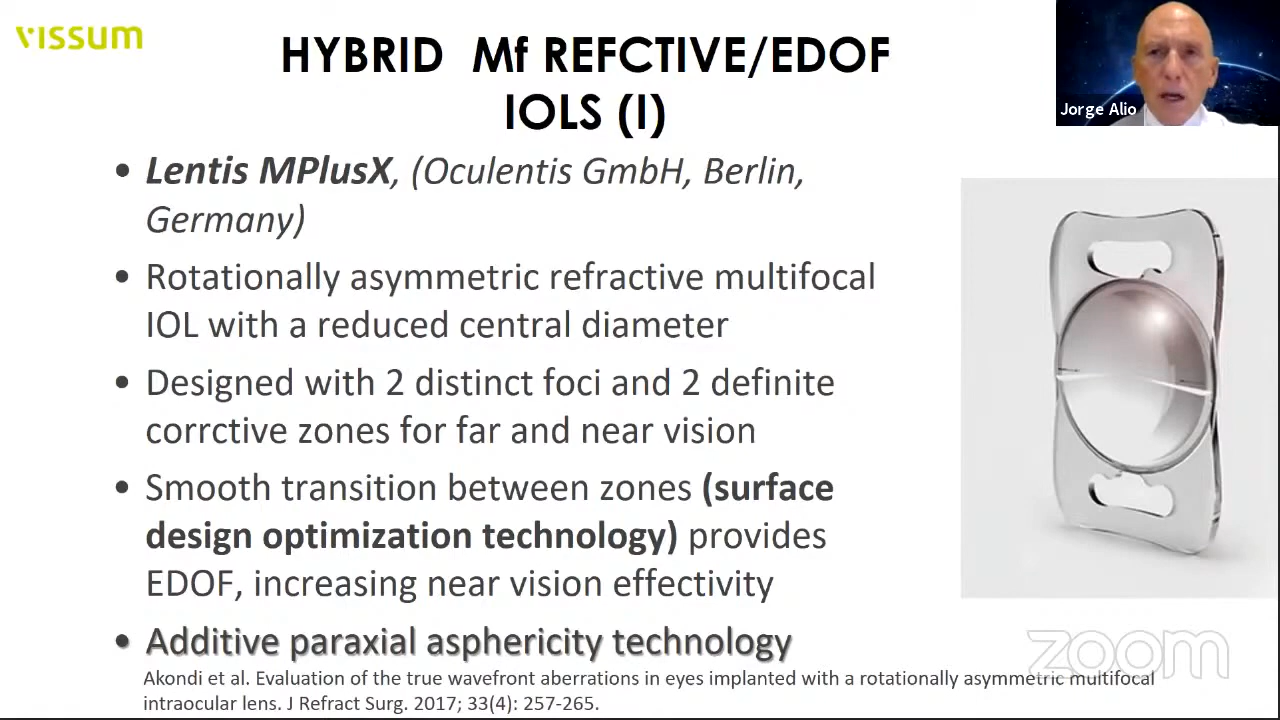 vissum
HYBRID Mf REFCTIVE/EDOF
IOLS (I)
Jorge Alio
• Lentis MPlusX, (Oculentis GmbH, Berlin,
Germany)
• Rotationally asymmetric refractive multifocal
IOL with a reduced central diameter
• Designed with 2 distinct foci and 2 definite
corrctive zones for far and near vision
• Smooth transition between zones (surface
design optimization technology) provides
EDOF, increasing near vision effectivity
• Additive paraxial asphericity technology
zoom
Akondi et al. Evaluation of the true wavefront aberrations in eyes implanted with a rotationally asymmetric multifocal
intraocular lens. J Refract Surg. 2017; 33(4): 257-265.